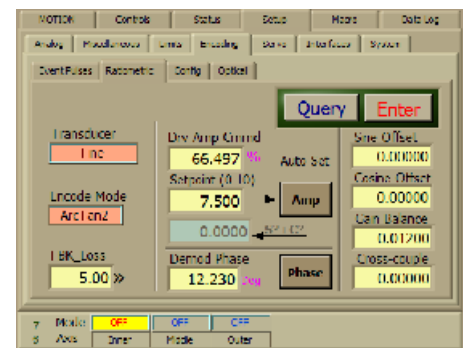 MOTION Controls Status Setup Macro Data Log
Analog Miscellaneous Limits Encoding Servo Interfaces System
Event Pulses Ratiometric Config Optical
Query Enter
Transducer Drv Amp Cmmd Sine Offset
Fine 66.497 % Auto Set 0.00000
Setpoint (0-10) Cosine Offset
Encode Mode 7.500 Amp 0.00000
ArcTan2 Gain Balance
0.0000 0.01200
FBK_Loss Demod Phase Cross-couple
5.00 >> 12.230 Deg Phase 0.00000
Mode OFF OFF OFF
Axis Inner Middle Outer